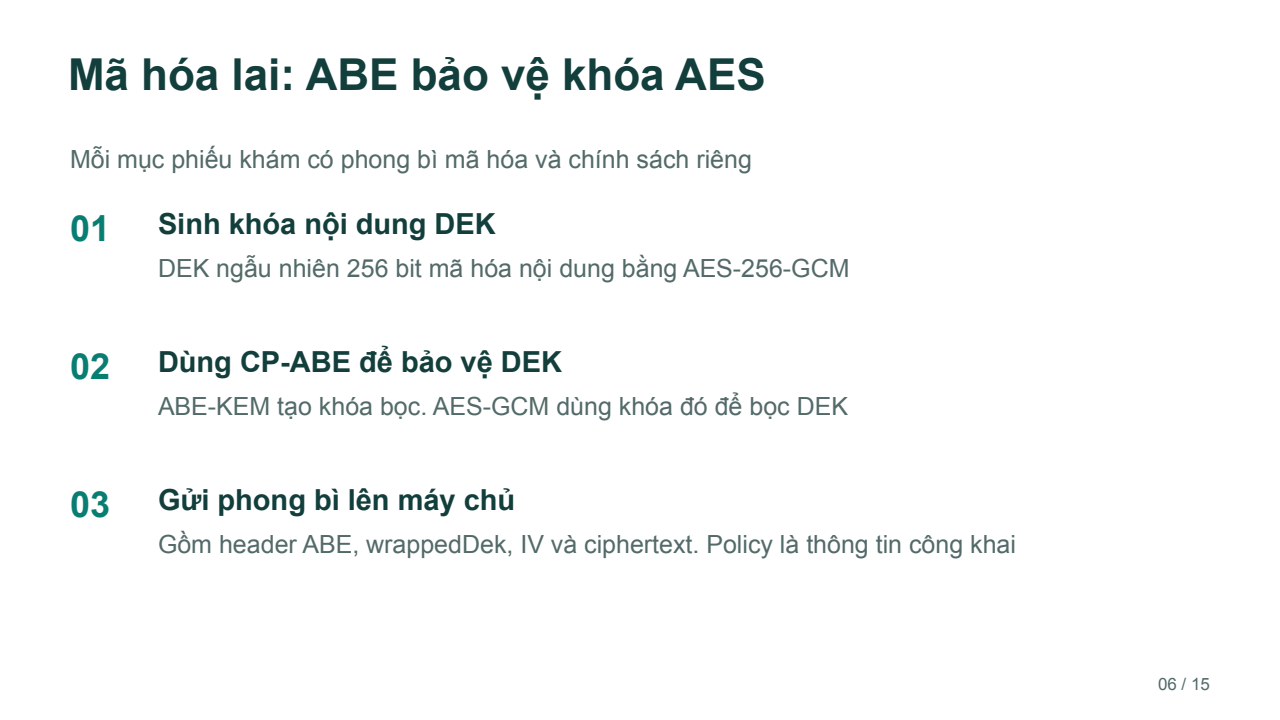 Mã hóa lai: ABE bảo vệ khóa AES
Mỗi mục phiếu khám có phong bì mã hóa và chính sách riêng
01
Sinh khóa nội dung DEK
DEK ngẫu nhiên 256 bit mã hóa nội dung bằng AES-256-GCM
02
Dùng CP-ABE để bảo vệ DEK
ABE-KEM tạo khóa bọc. AES-GCM dùng khóa đó để bọc DEK
03
Gửi phong bì lên máy chủ
Gồm header ABE, wrappedDek, IV và ciphertext. Policy là thông tin công khai
06 / 15